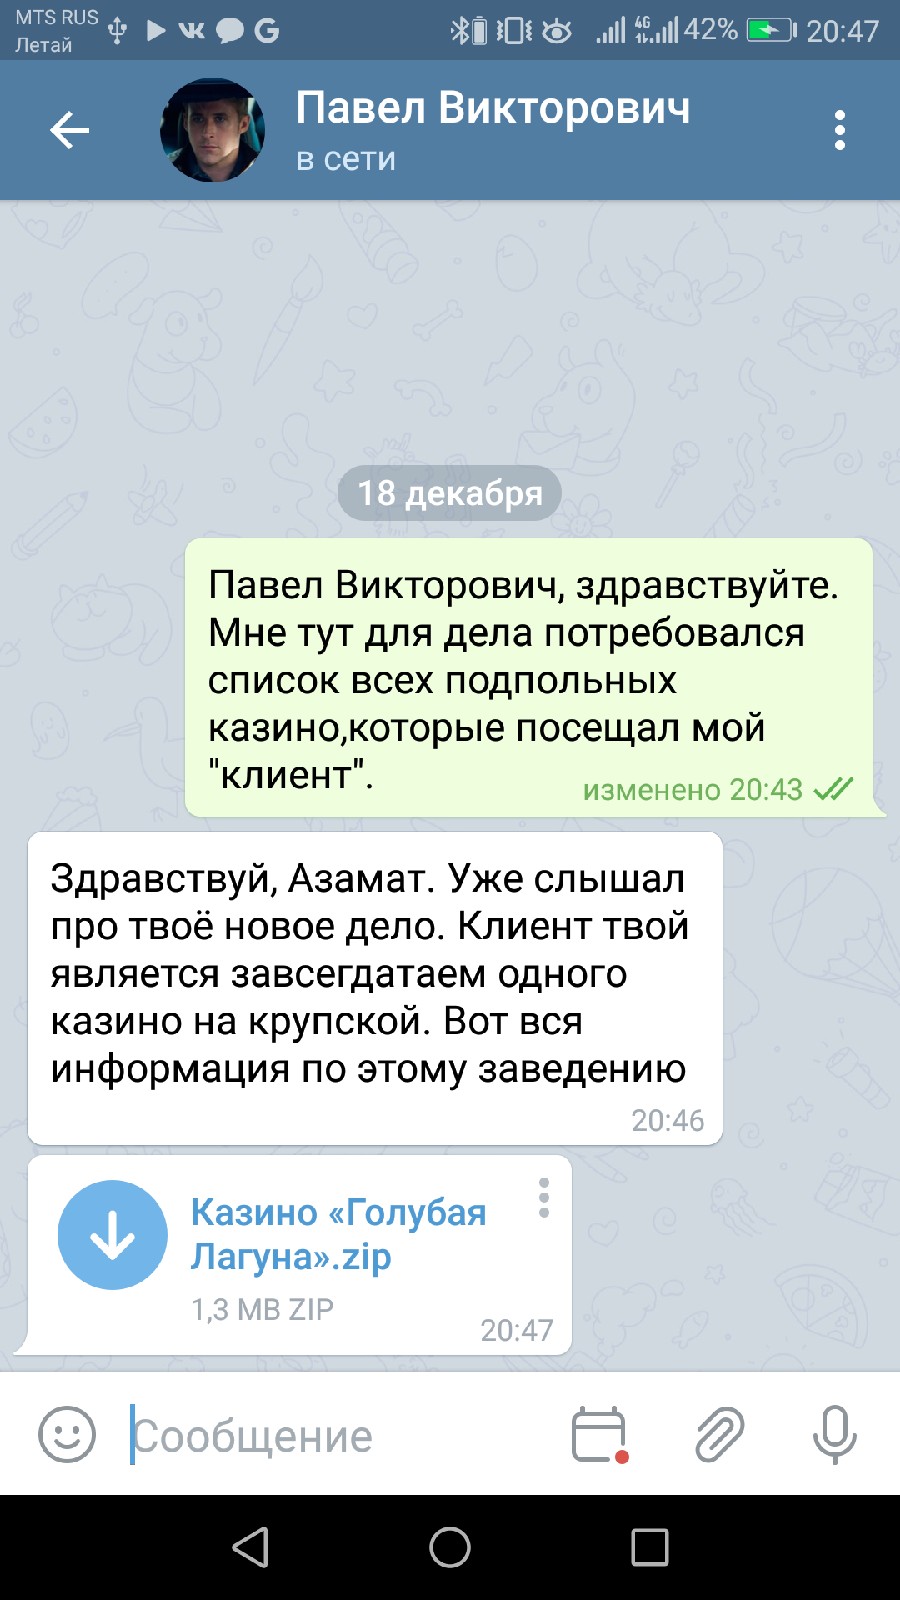 MTS RUS
Летай
42%
20:47
Павел Викторович
в сети
18 декабря
Павел Викторович, здравствуйте.
Мне тут для дела потребовался
список всех подпольных
казино,которые посещал мой
"клиент".
изменено 20:43
Здравствуй, Азамат. Уже слышал
про твоё новое дело. Клиент твой
является завсегдатаем одного
казино на крупской. Вот вся
информация по этому заведению
20:46
Казино «Голубая
Лагуна».zip
1,3 MB ZIP
20:47
Сообщение